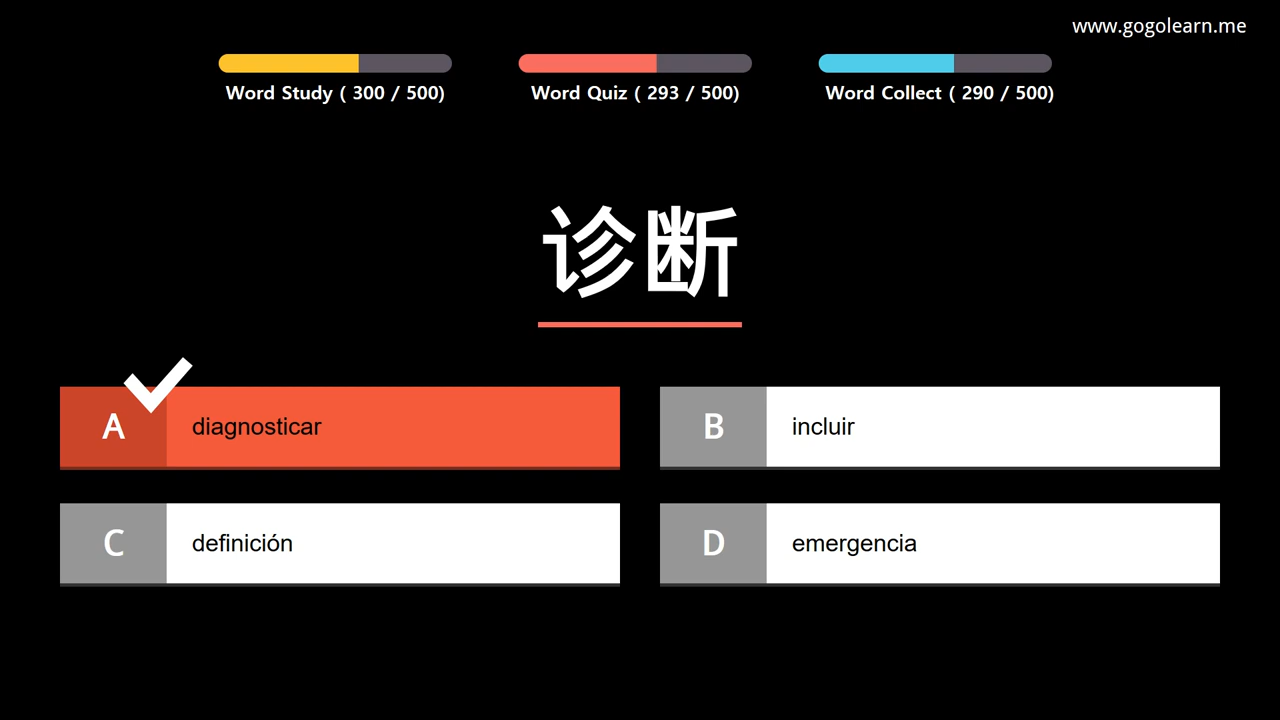 www.gogolearn.me
Word Study ( 300 / 500)
Word Quiz ( 293 / 500)
Word Collect ( 290 / 500)
诊断
A
diagnosticar
B
incluir
C
definición
D
emergencia